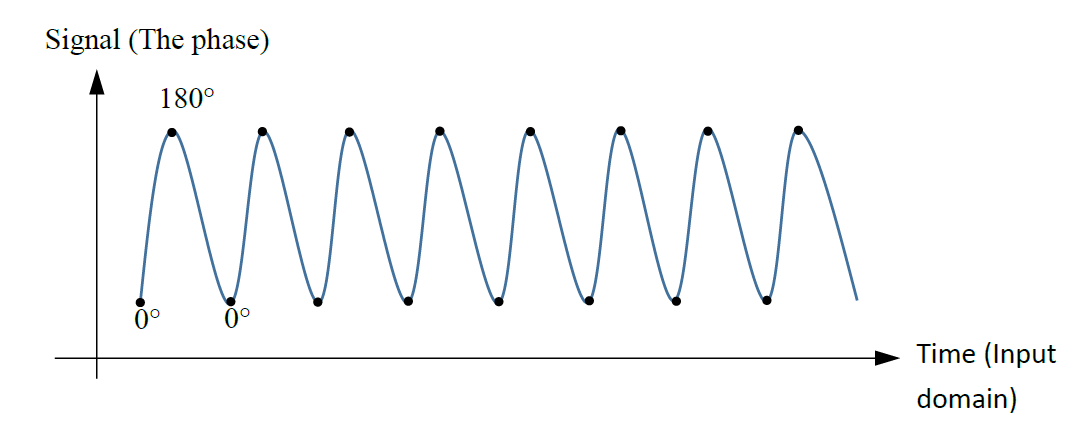 Signal (The phase)
180°
0°
0°
Time (Input
domain)